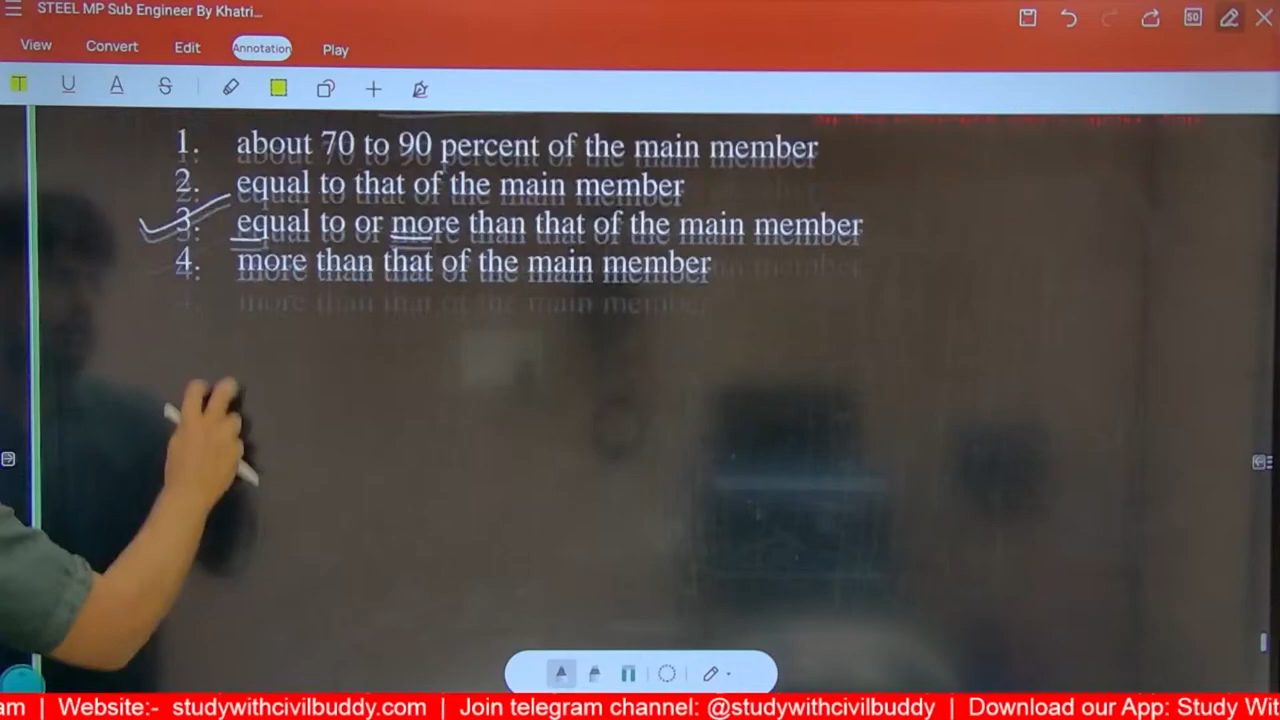 STEEL MP Sub Engineer By Khatri...
View Convert Edit Annotation Play
T U A S
50
1. about 70 to 90 percent of the main member
2. equal to that of the main member
3. equal to or more than that of the main member
4. more than that of the main member
am | Website:- studywithcivilbuddy.com | Join telegram channel: @studywithcivilbuddy | Download our App: Study Wit